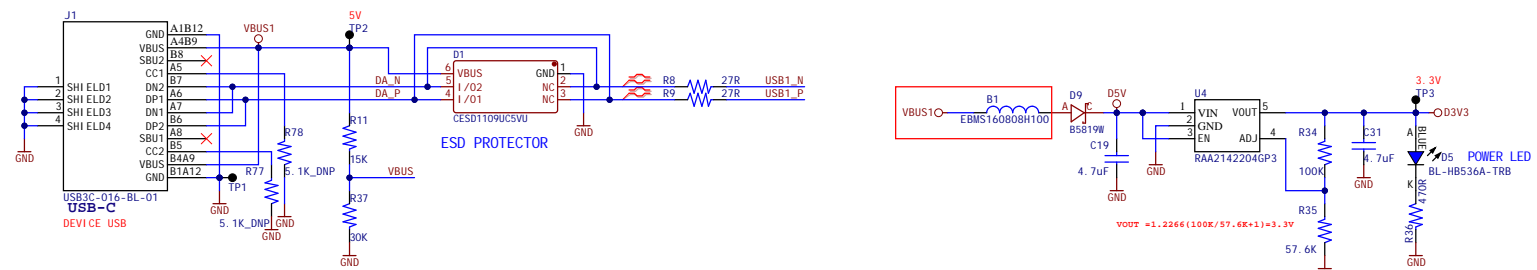 J1
GND A1B12
VBUS A4B9
SBU2 B8
CC1 A5
DN2 B7
DP1 A6
DN1 A7
DP2 B6
SBU1 A8
CC2 B5
VBUS B4A9
GND B1A12
1 SHIELD1
2 SHIELD2
3 SHIELD3
4 SHIELD4
GND
USB3C-016-BL-01
USB-C
DEVICE USB
VBUS1
5V
TP2
TP1
GND
R77
5.1K_DNP
GND
R78
5.1K_DNP
GND
R11
15K
VBUS
R37
30K
GND
DA_N
DA_P
D1
6 VBUS
5 I/O2
4 I/O1
GND 1
NC 2
NC 3
CESD1109UC5VU
GND
ESD PROTECTOR
R8 27R USB1_N
R9 27R USB1_P
VBUS1
B1
EBMS160808H100
D9
A C
B5819W
D5V
C19
4.7uF
GND
GND
U4
1 VIN
2 GND
3 EN
VOUT 5
ADJ 4
RAA2142204GP3
R34
100K
R35
57.6K
VOUT =1.2266(100K/57.6K+1)=3.3V
C31
4.7uF
GND
3.3V
TP3
D3V3
A
BLUE
D5
POWER LED
BL-HB536A-TRB
K
470R
R36
GND